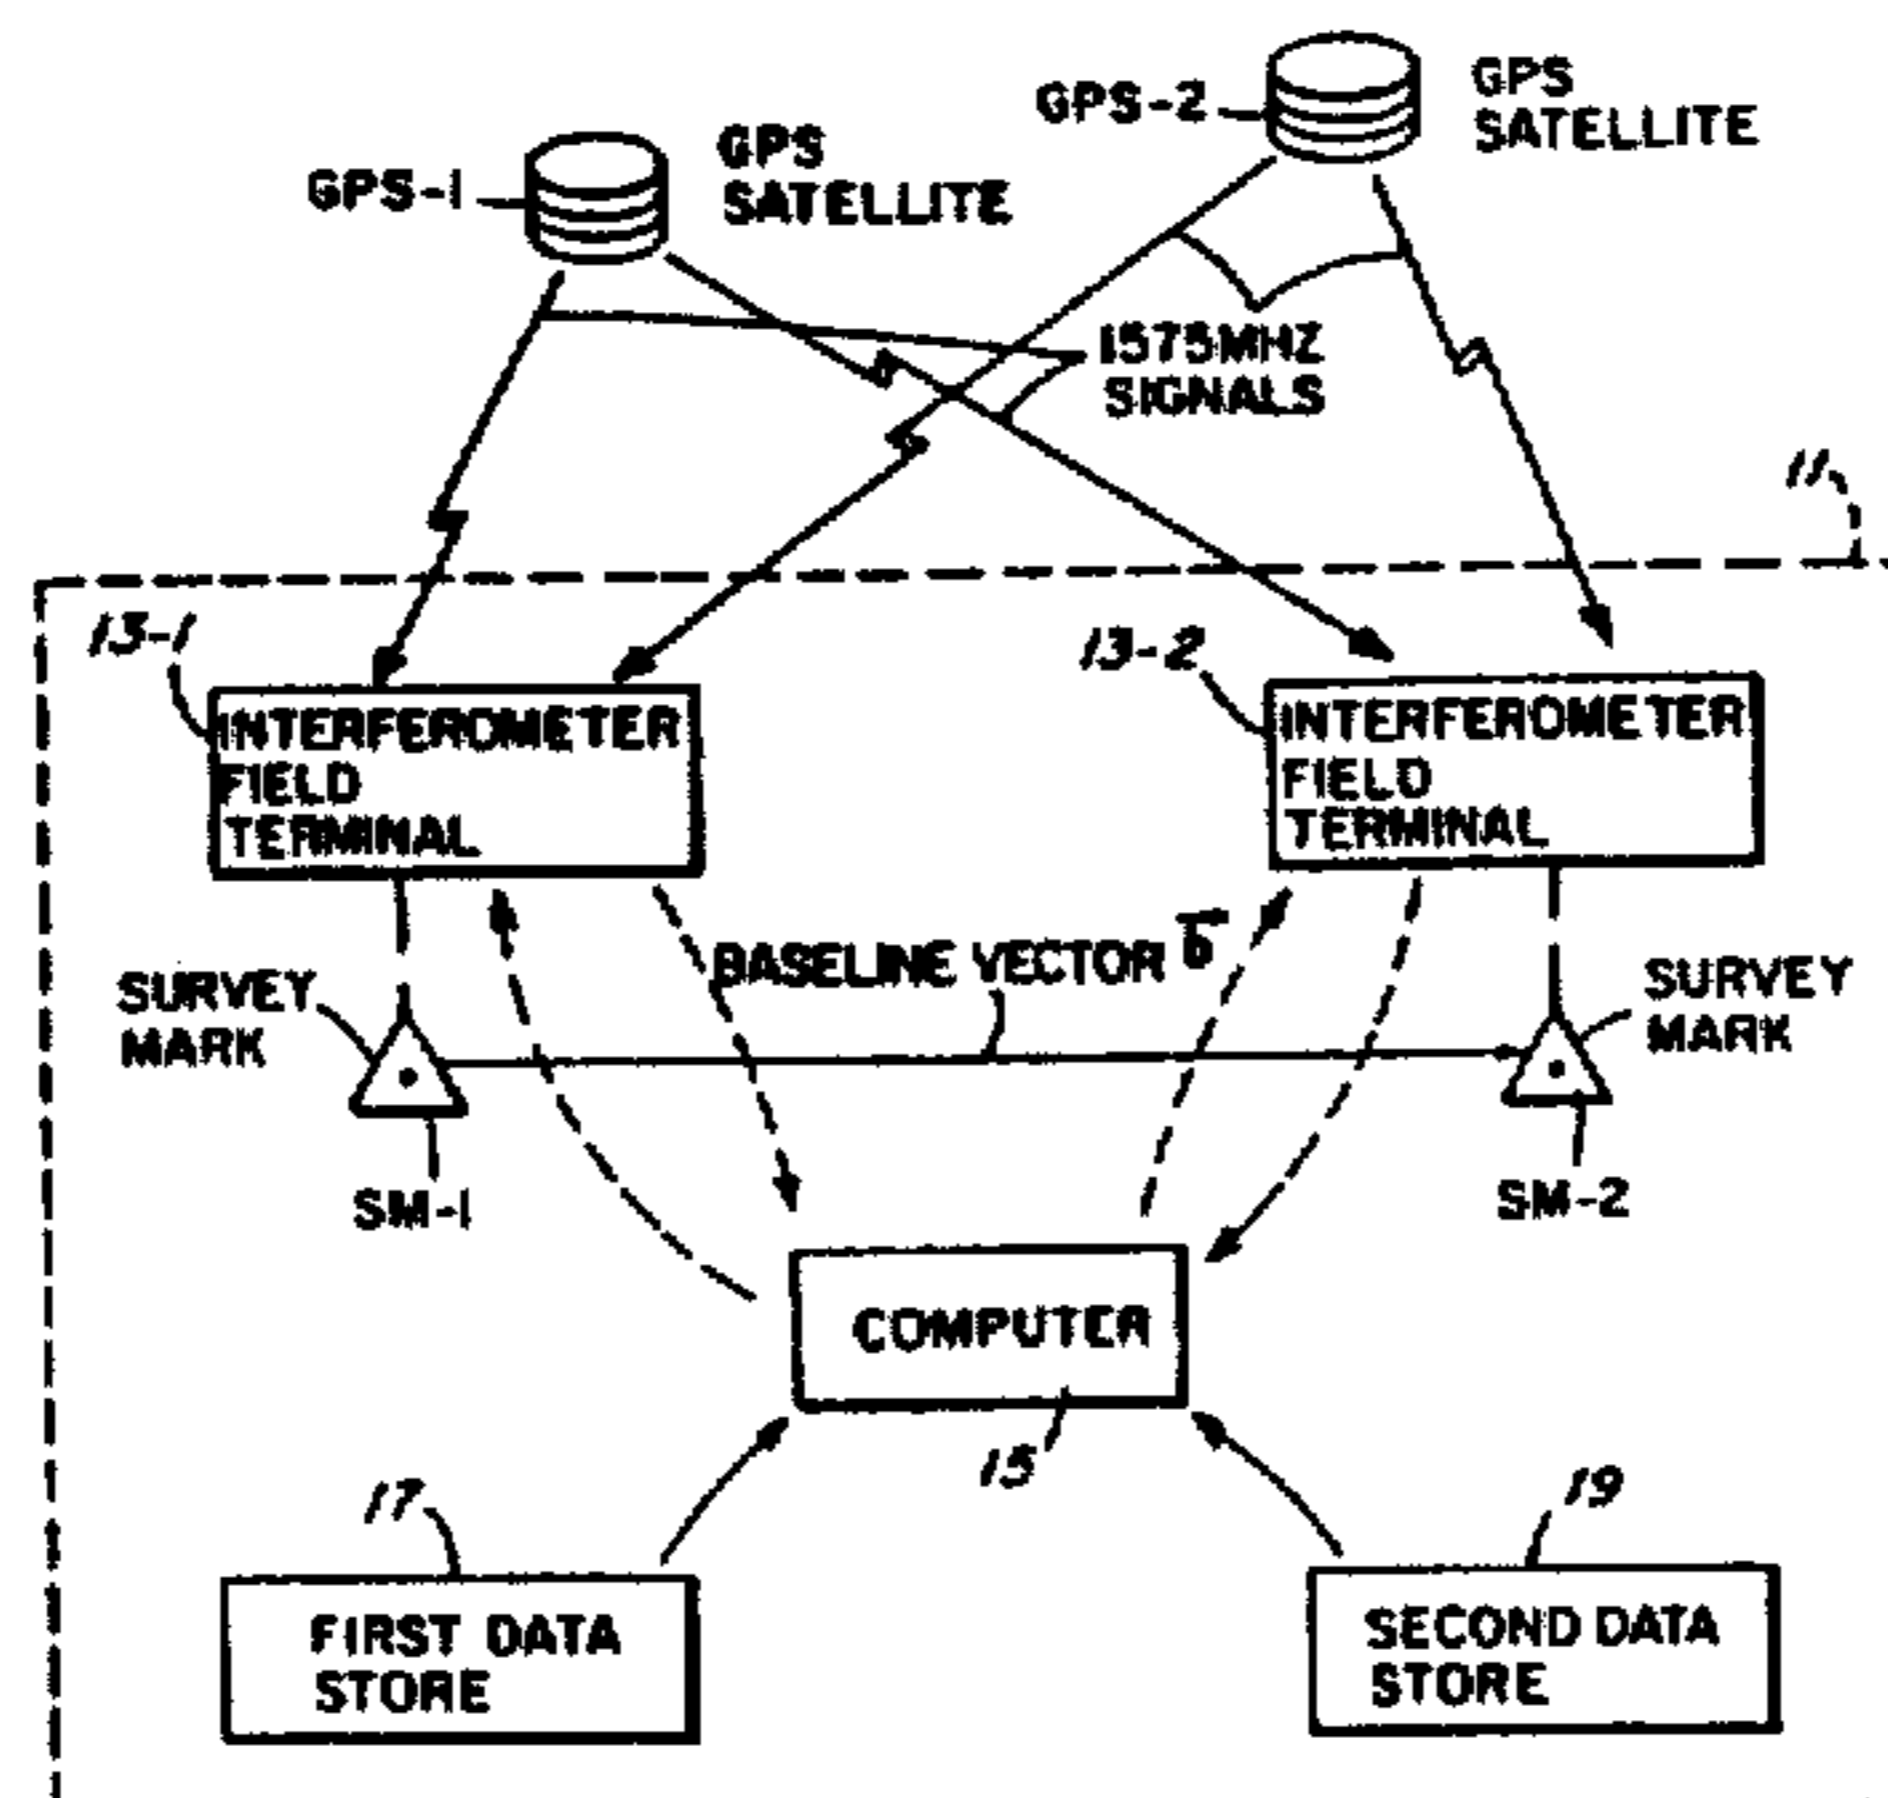 GPS-2
GPS
SATELLITE
GPS-1
GPS
SATELLITE
1575MHZ
SIGNALS
11
13-1
13-2
INTERFEROMETER
FIELD
TERMINAL
INTERFEROMETER
FIELD
TERMINAL
BASELINE VECTOR b
SURVEY
MARK
SURVEY
MARK
SM-1
SM-2
COMPUTER
15
17
19
FIRST DATA
STORE
SECOND DATA
STORE